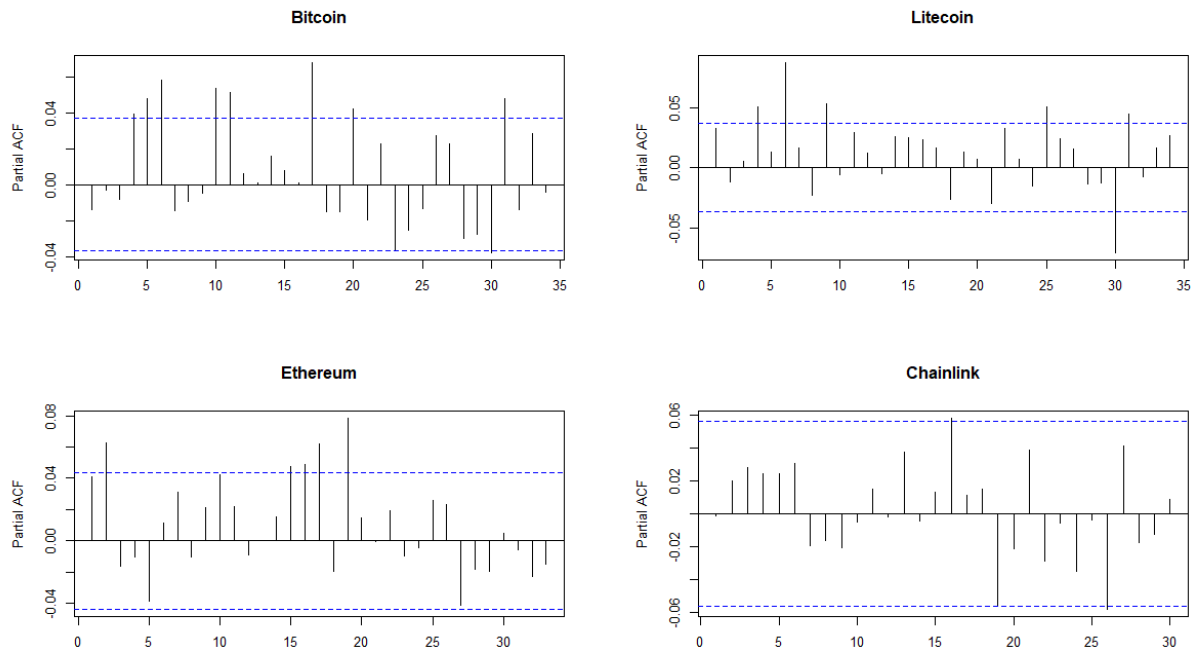 Bitcoin
Partial ACF
0.04
0.00
-0.04
0 5 10 15 20 25 30 35
Litecoin
Partial ACF
0.05
0.00
-0.05
0 5 10 15 20 25 30 35
Ethereum
Partial ACF
0.08
0.04
0.00
-0.04
0 5 10 15 20 25 30
Chainlink
Partial ACF
0.06
0.02
-0.02
-0.06
0 5 10 15 20 25 30